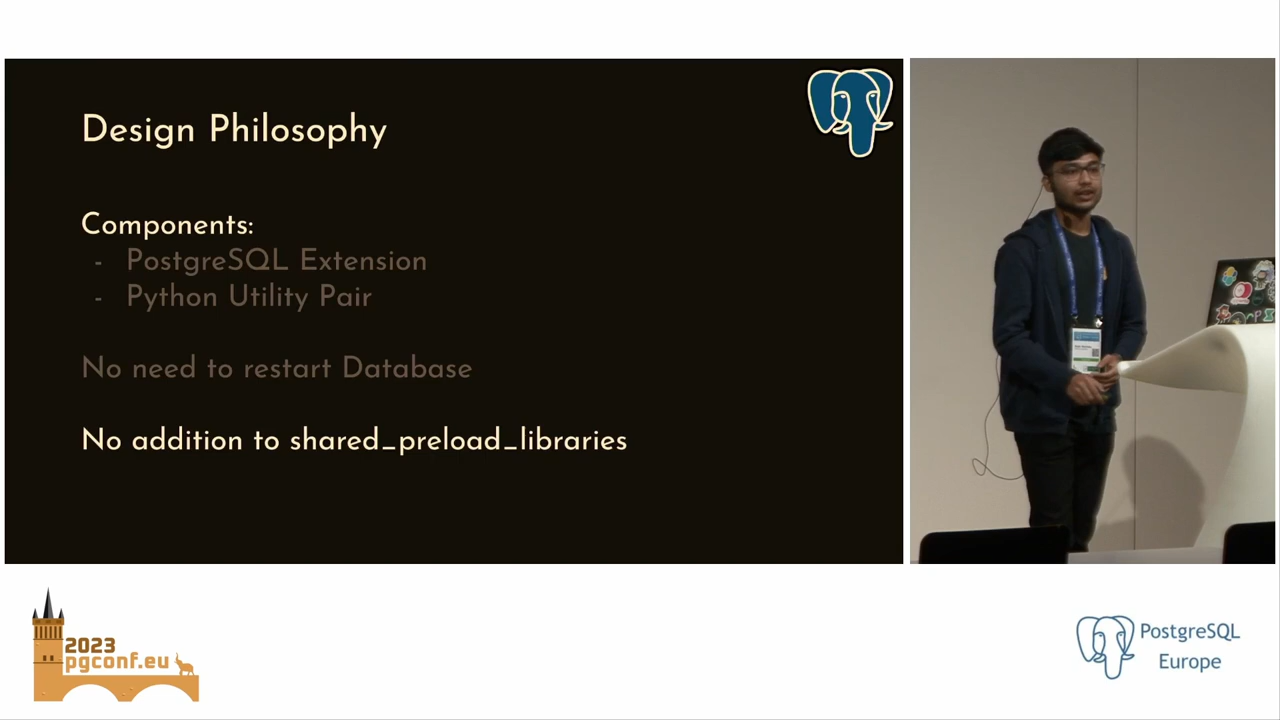 Design Philosophy
Components:
- PostgreSQL Extension
- Python Utility Pair
No need to restart Database
No addition to shared_preload_libraries
2023
pgconf.eu
PostgreSQL
Europe